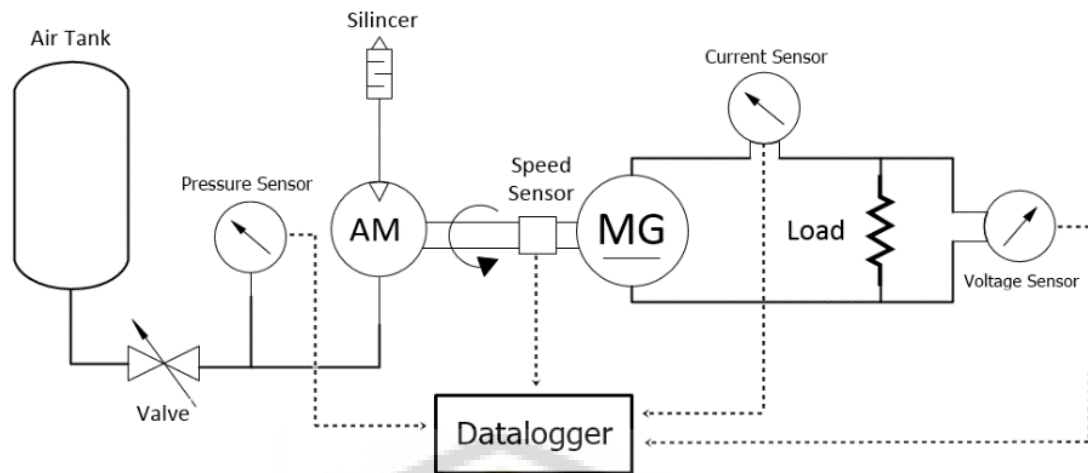 Silincer
Air Tank
Current Sensor
Speed
Sensor
Pressure Sensor
AM
MG
Load
Voltage Sensor
Valve
Datalogger